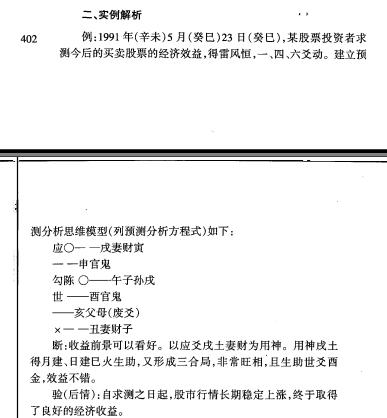 二、实例解析
402
例:1991年(辛未)5月(癸巳)23日(癸巳),某股票投资者求
测今后的买卖股票的经济效益,得雷风恒,一、四、六爻动。建立预
测分析思维模型(列预测分析方程式)如下:
应〇— —戌妻财寅
— —申官鬼
勾陈 〇——午子孙戌
世 ——酉官鬼
——亥父母(废爻)
×— —丑妻财子
断:收益前景可以看好。以应爻戌土妻财为用神。用神戌土
得月建、日建巳火生助,又形成三合局,非常旺相,且生助世爻酉
金,效益不错。
验(后情):自求测之日起,股市行情长期稳定上涨,终于取得
了良好的经济收益。